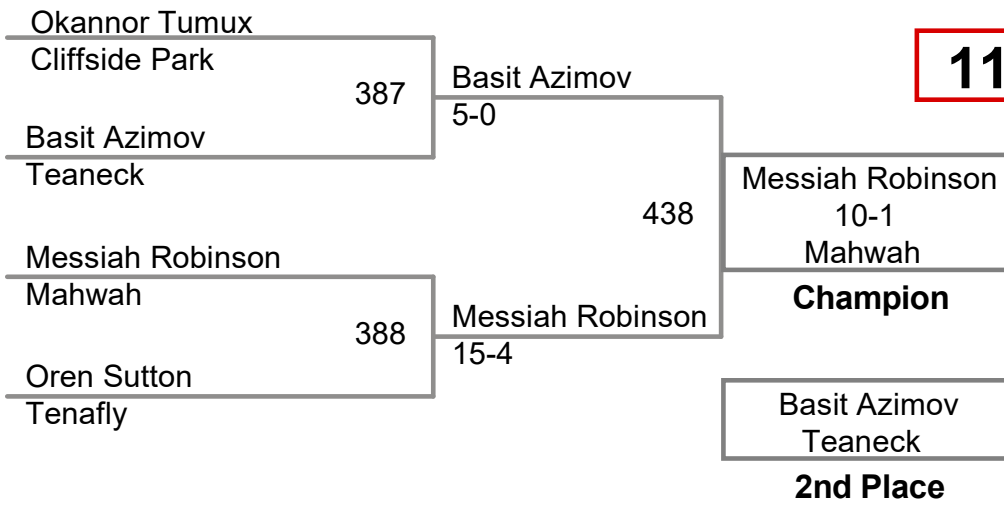 Okannor Tumux
Cliffside Park
387
Basit Azimov
Teaneck
Basit Azimov
5-0
11
Messiah Robinson
Mahwah
388
Oren Sutton
Tenafly
Messiah Robinson
15-4
438
Messiah Robinson
10-1
Mahwah
Champion
Basit Azimov
Teaneck
2nd Place